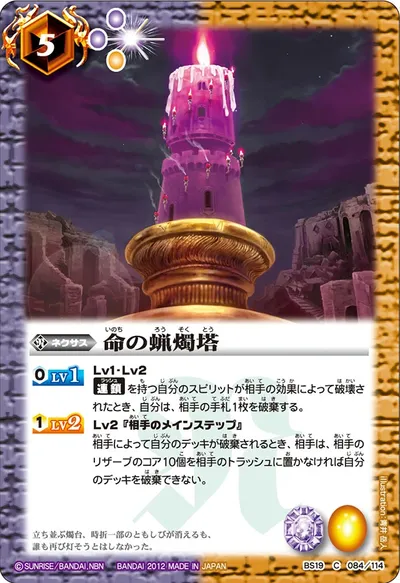 5
ネクサス
命の蝋燭塔
いのち ろう そく とう
0 LV1
Lv1・Lv2
連鎖を持つ自分のスピリットが相手の効果によって破壊さ
れたとき、自分は、相手の手札1枚を破棄する。
1 LV2
Lv2『相手のメインステップ』
相手によって自分のデッキが破棄されるとき、相手は、相手の
リザーブのコア10個を相手のトラッシュに置かなければ自分
のデッキを破棄できない。
立ち並ぶ燭台、時折一部のともしびが消えるも、
誰も再び灯そうとはしなかった。
©SUNRISE/BANDAI,NBN BANDAI 2012 MADE IN JAPAN
BS19 C 084/114